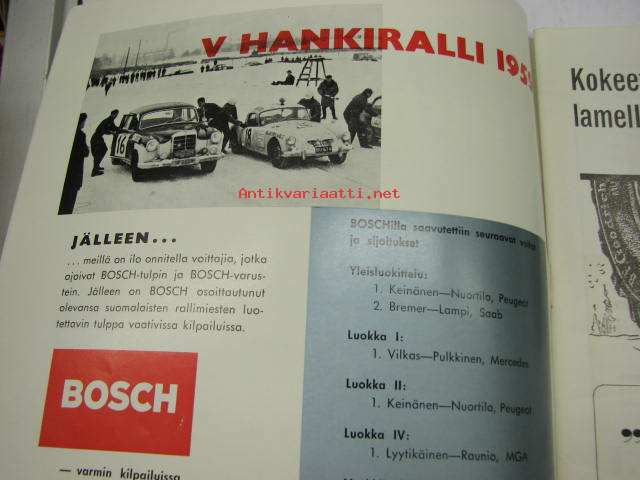 V HANKIRALLI 195
16
18
Antikvariaatti.net
JÄLLEEN...
... meillä on ilo onnitella voittajia, jotka
ajoivat BOSCH-tulpin ja BOSCH-varus-
tein. Jälleen on BOSCH osoittautunut
olevansa suomalaisten rallimiesten luo-
tettavin tulppa vaativissa kilpailuissa.
BOSCH
— varmin kilpailuissa
BOSCHilla saavutettiin seuraavat
ja sijoitukset
Yleisluokittelu:
1. Keinänen—Nuortila, Peugeot
2. Bremer—Lampi, Saab
Luokka I:
1. Vilkas—Pulkkinen, Mercedes
Luokka II:
1. Keinänen—Nuortila, Peugeot
Luokka IV:
1. Lyytikäinen—Raunio, MGA
Kokee
lamell